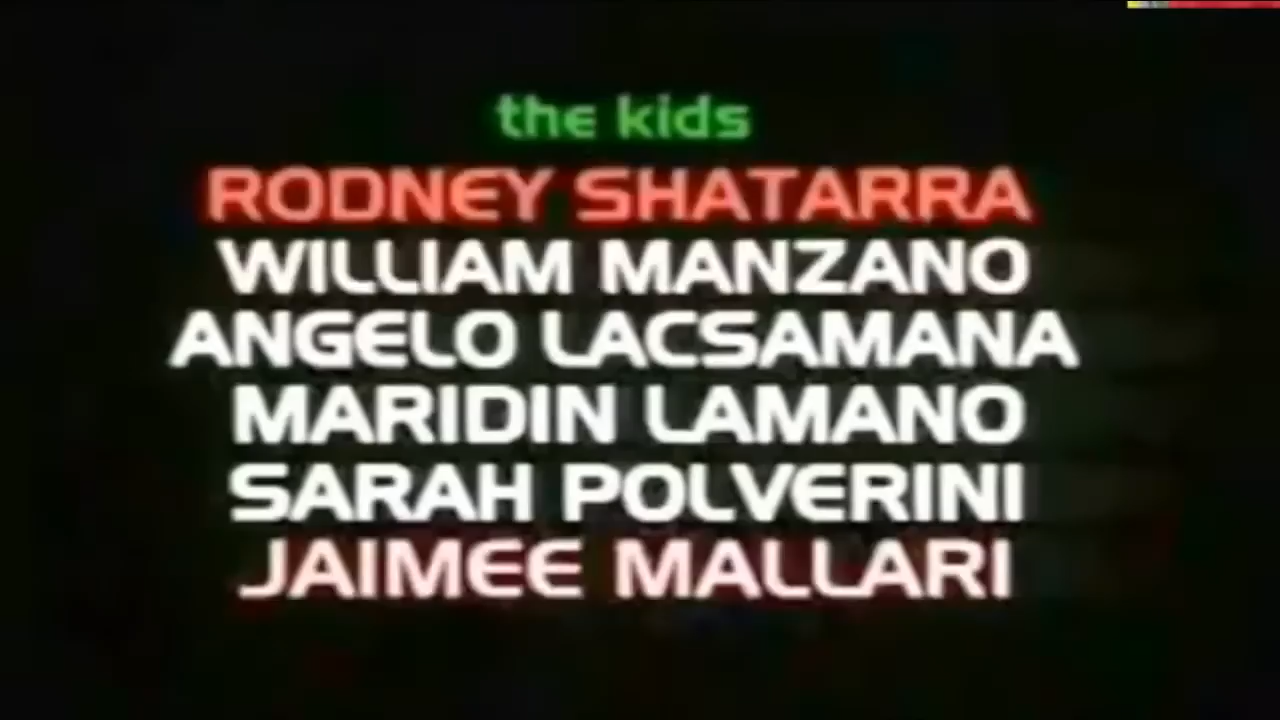 the kids
RODNEY SHATARRA
WILLIAM MANZANO
ANGELO LACSAMANA
MARIDIN LAMANO
SARAH POLVERINI
JAIMEE MALLARI